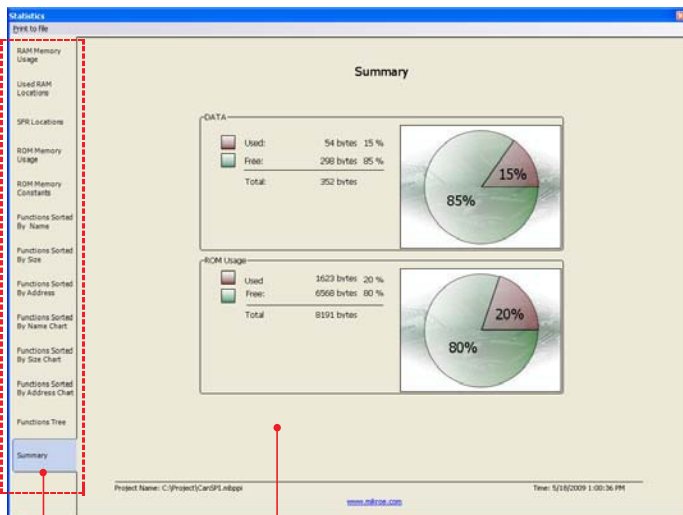 Statistics
Print to file
RAM Memory
Usage
Used RAM
Locations
SFR Locations
ROM Memory
Usage
ROM Memory
Constants
Functions Sorted
By Name
Functions Sorted
By Size
Functions Sorted
By Address
Functions Sorted
By Name Chart
Functions Sorted
By Size Chart
Functions Sorted
By Address Chart
Functions Tree
Summary
Summary
DATA
Used: 54 bytes 15 %
Free: 298 bytes 85 %
Total: 352 bytes
15%
85%
ROM Usage
Used 1623 bytes 20 %
Free: 6568 bytes 80 %
Total 8191 bytes
20%
80%
Project Name: C:\Project\CanSPI.mbppi
Time: 5/18/2009 1:00:36 PM
www.mikroe.com